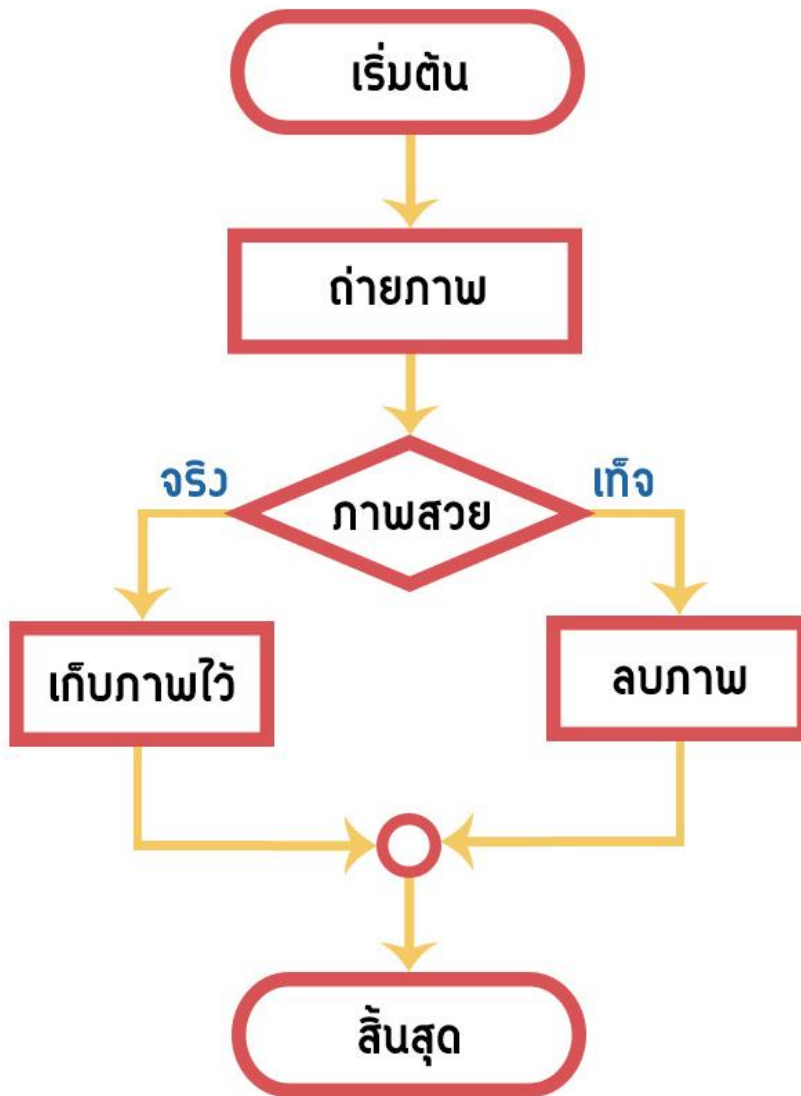 เริ่มต้น
ถ่ายภาพ
จริง
เท็จ
ภาพสวย
เก็บภาพไว้
ลบภาพ
สิ้นสุด